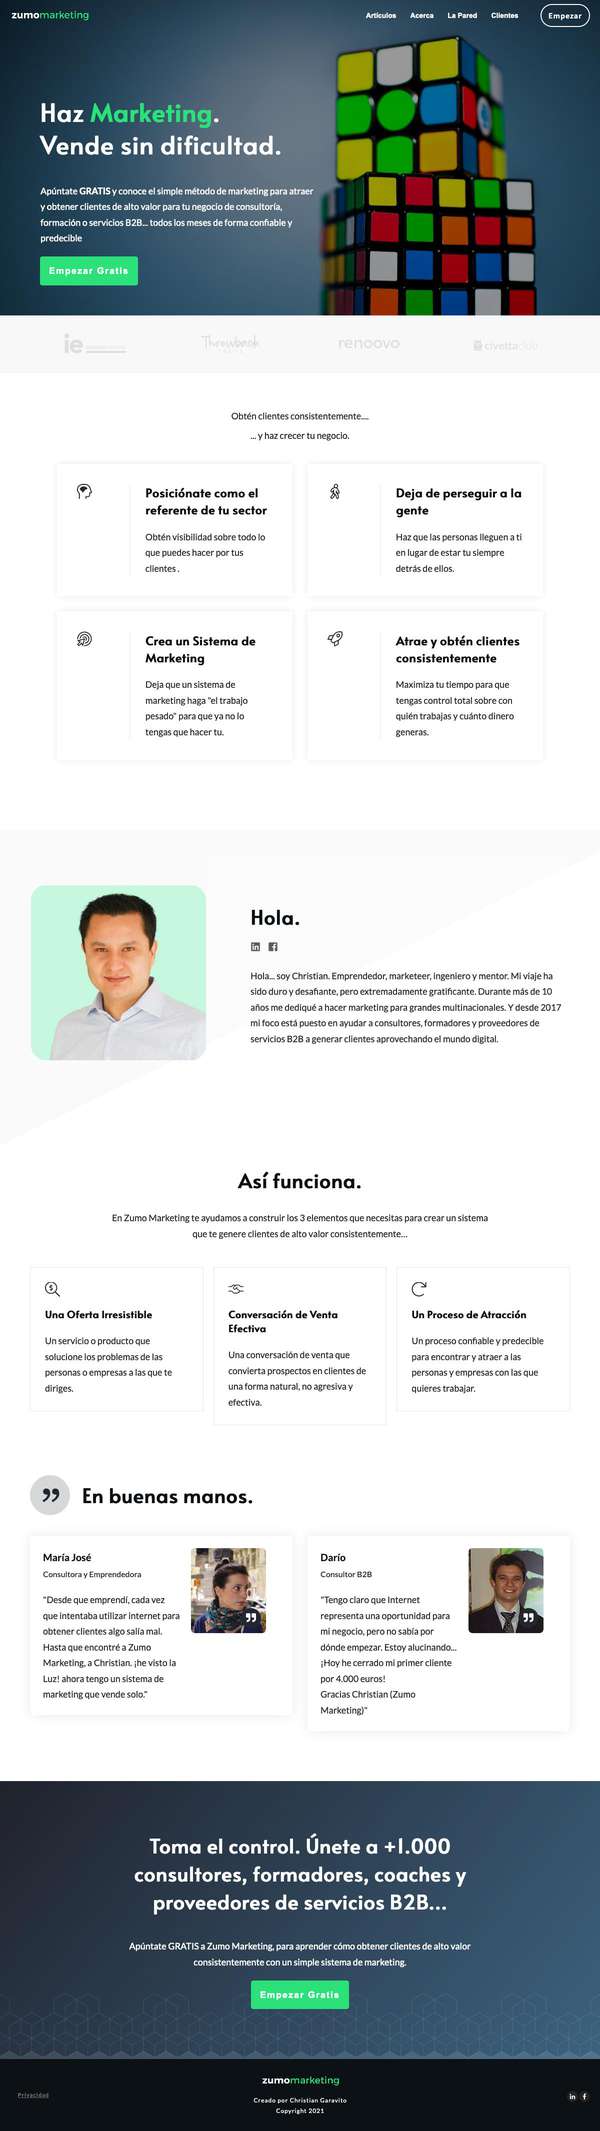 zumomarketing
Artículos
Acerca
La Pared
Clientes
Empezar
Haz Marketing.
Vende sin dificultad.
Apúntate GRATIS y conoce el simple método de marketing para atraer
y obtener clientes de alto valor para tu negocio de consultoría,
formación o servicios B2B... todos los meses de forma confiable y
predecible
Empezar Gratis
ie
Throwback
renoovo
civettaclub
Obtén clientes consistentemente....
... y haz crecer tu negocio.
Posiciónate como el
referente de tu sector
Obtén visibilidad sobre todo lo
que puedes hacer por tus
clientes .
Deja de perseguir a la
gente
Haz que las personas lleguen a ti
en lugar de estar tu siempre
detrás de ellos.
Crea un Sistema de
Marketing
Deja que un sistema de
marketing haga "el trabajo
pesado" para que ya no lo
tengas que hacer tu.
Atrae y obtén clientes
consistentemente
Maximiza tu tiempo para que
tengas control total sobre con
quién trabajas y cuánto dinero
generas.
Hola.
Hola... soy Christian. Emprendedor, marketeer, ingeniero y mentor. Mi viaje ha
sido duro y desafiante, pero extremadamente gratificante. Durante más de 10
años me dediqué a hacer marketing para grandes multinacionales. Y desde 2017
mi foco está puesto en ayudar a consultores, formadores y proveedores de
servicios B2B a generar clientes aprovechando el mundo digital.
Así funciona.
En Zumo Marketing te ayudamos a construir los 3 elementos que necesitas para crear un sistema
que te genere clientes de alto valor consistentemente...
Una Oferta Irresistible
Un servicio o producto que
solucione los problemas de las
personas o empresas a las que te
diriges.
Conversación de Venta
Efectiva
Una conversación de venta que
convierta prospectos en clientes de
una forma natural, no agresiva y
efectiva.
Un Proceso de Atracción
Un proceso confiable y predecible
para encontrar y atraer a las
personas y empresas con las que
quieres trabajar.
En buenas manos.
María José
Consultora y Emprendedora
"Desde que emprendí, cada vez
que intentaba utilizar internet para
obtener clientes algo salía mal.
Hasta que encontré a Zumo
Marketing, a Christian. ¡he visto la
Luz! ahora tengo un sistema de
marketing que vende solo."
Darío
Consultor B2B
"Tengo claro que Internet
representa una oportunidad para
mi negocio, pero no sabía por
dónde empezar. Estoy alucinando...
¡Hoy he cerrado mi primer cliente
por 4.000 euros!
Gracias Christian (Zumo
Marketing)"
Toma el control. Únete a +1.000
consultores, formadores, coaches y
proveedores de servicios B2B...
Apúntate GRATIS a Zumo Marketing, para aprender cómo obtener clientes de alto valor
consistentemente con un simple sistema de marketing.
Empezar Gratis
zumomarketing
Privacidad
Creado por Christian Garavito
Copyright 2021